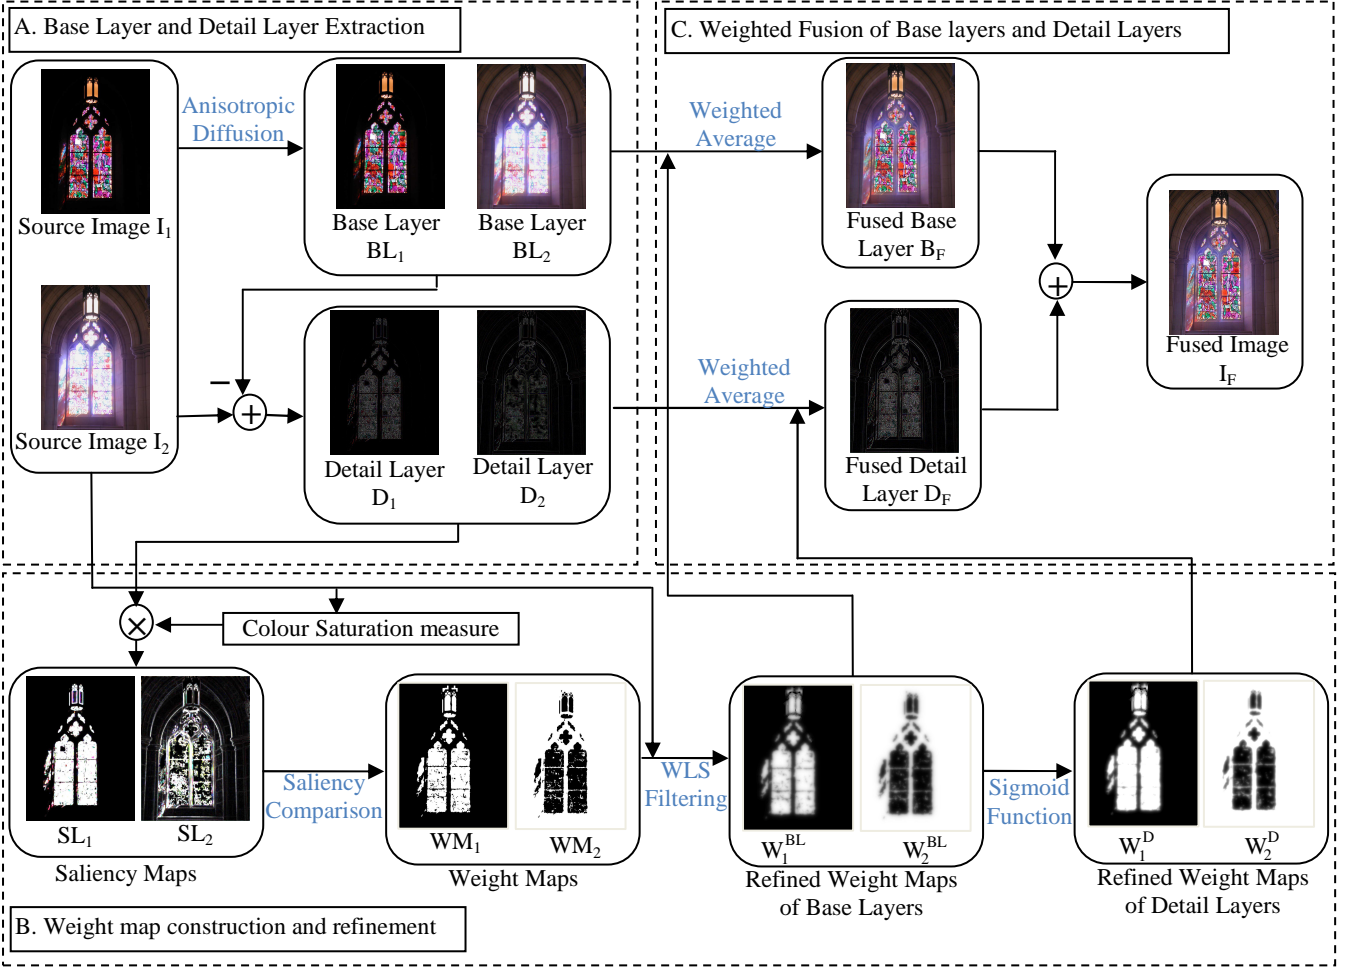 A. Base Layer and Detail Layer Extraction
Source Image I1
Source Image I2
Anisotropic
Diffusion
Base Layer
BL1
Base Layer
BL2
−
+
Detail Layer
D1
Detail Layer
D2
C. Weighted Fusion of Base layers and Detail Layers
Weighted
Average
Fused Base
Layer BF
Weighted
Average
Fused Detail
Layer DF
+
Fused Image
IF
×
Colour Saturation measure
SL1
SL2
Saliency Maps
Saliency
Comparison
WM1
WM2
Weight Maps
WLS
Filtering
W1BL
W2BL
Refined Weight Maps
of Base Layers
Sigmoid
Function
W1D
W2D
Refined Weight Maps
of Detail Layers
B. Weight map construction and refinement